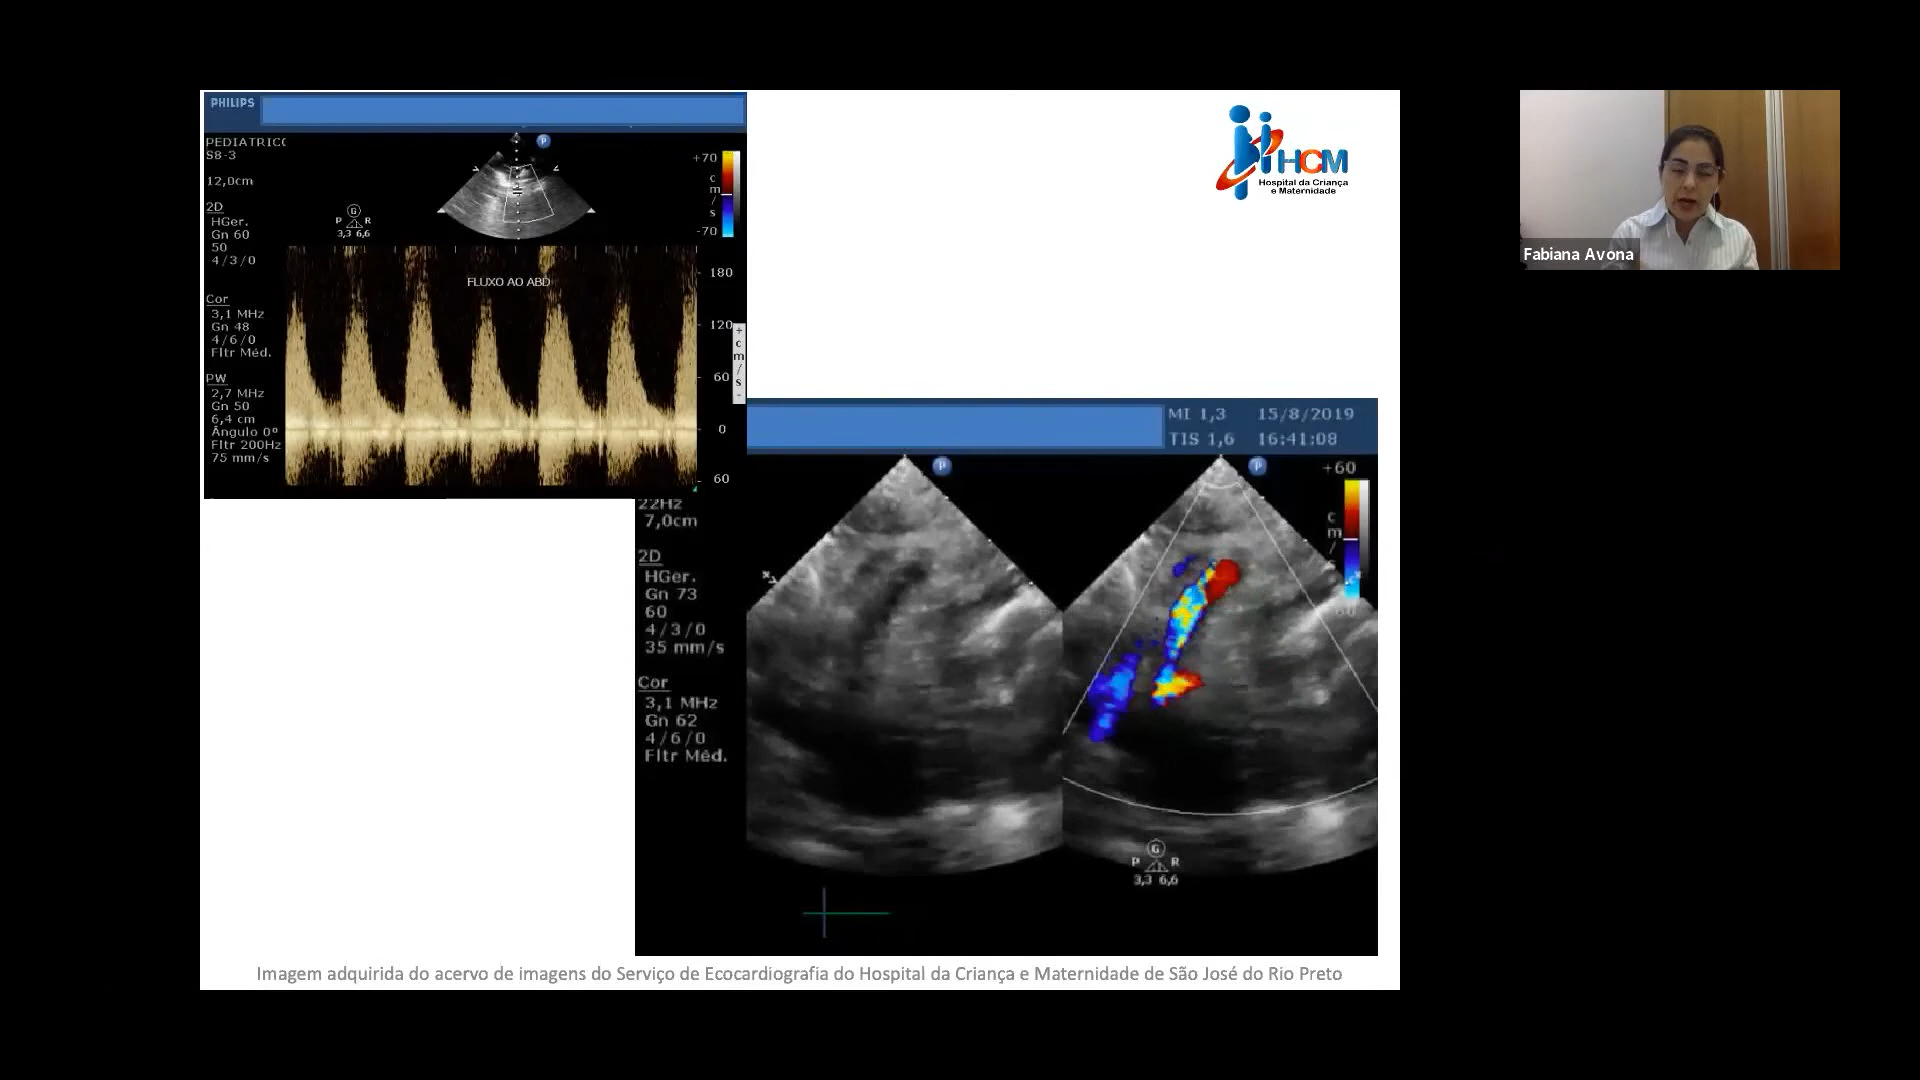 PHILIPS
PEDIATRICO
S8-3
12,0cm
2D
HGer.
Gn 60
50
4/3/0
Cor
3,1 MHz
Gn 48
4/6/0
Fltr Méd.
PW
2,7 MHz
Gn 50
6,4 cm
Ângulo 0°
Fltr 200Hz
75 mm/s
P
G
P R
3,3 6,6
+70
c
m
/
s
-70
FLUXO AO ABD
180
120
60
0
60
+
c
m
/
s
-
HCM
Hospital da Criança
e Maternidade
Fabiana Avona
MI 1,3 15/8/2019
TIS 1,6 16:41:08
P
P
+60
c
m
/
22Hz
7,0cm
2D
HGer.
Gn 73
60
4/3/0
35 mm/s
Cor
3,1 MHz
Gn 62
4/6/0
Fltr Méd.
G
P R
3,3 6,6
Imagem adquirida do acervo de imagens do Serviço de Ecocardiografia do Hospital da Criança e Maternidade de São José do Rio Preto